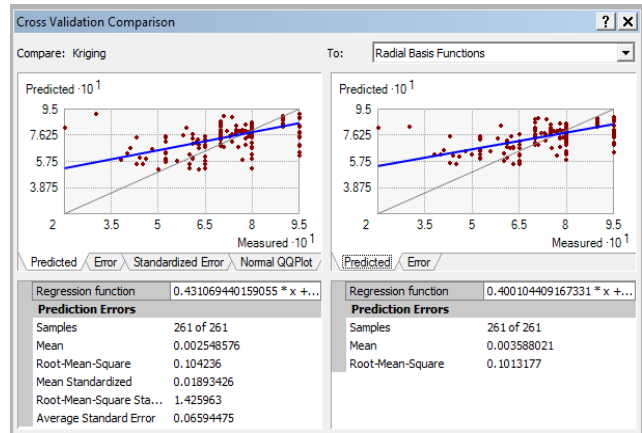 Cross Validation Comparison
? X
Compare: Kriging
To: Radial Basis Functions
Predicted ·10 1
9.5
7.625
5.75
3.875
2 3.5 5 6.5 8 9.5
Measured ·10 1
Predicted Error Standardized Error Normal QQPlot
Regression function 0.431069440159055 * x +...
Prediction Errors
Samples 261 of 261
Mean 0.002548576
Root-Mean-Square 0.104236
Mean Standardized 0.01893426
Root-Mean-Square Sta... 1.425963
Average Standard Error 0.06594475
Predicted ·10 1
9.5
7.625
5.75
3.875
2 3.5 5 6.5 8 9.5
Measured ·10 1
Predicted Error
Regression function 0.400104409167331 * x +...
Prediction Errors
Samples 261 of 261
Mean 0.003588021
Root-Mean-Square 0.1013177